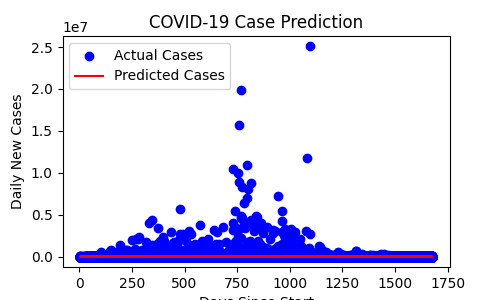 COVID-19 Case Prediction
1e7
Actual Cases
Predicted Cases
Daily New Cases
2.5
2.0
1.5
1.0
0.5
0.0
0 250 500 750 1000 1250 1500 1750
Days Since Start